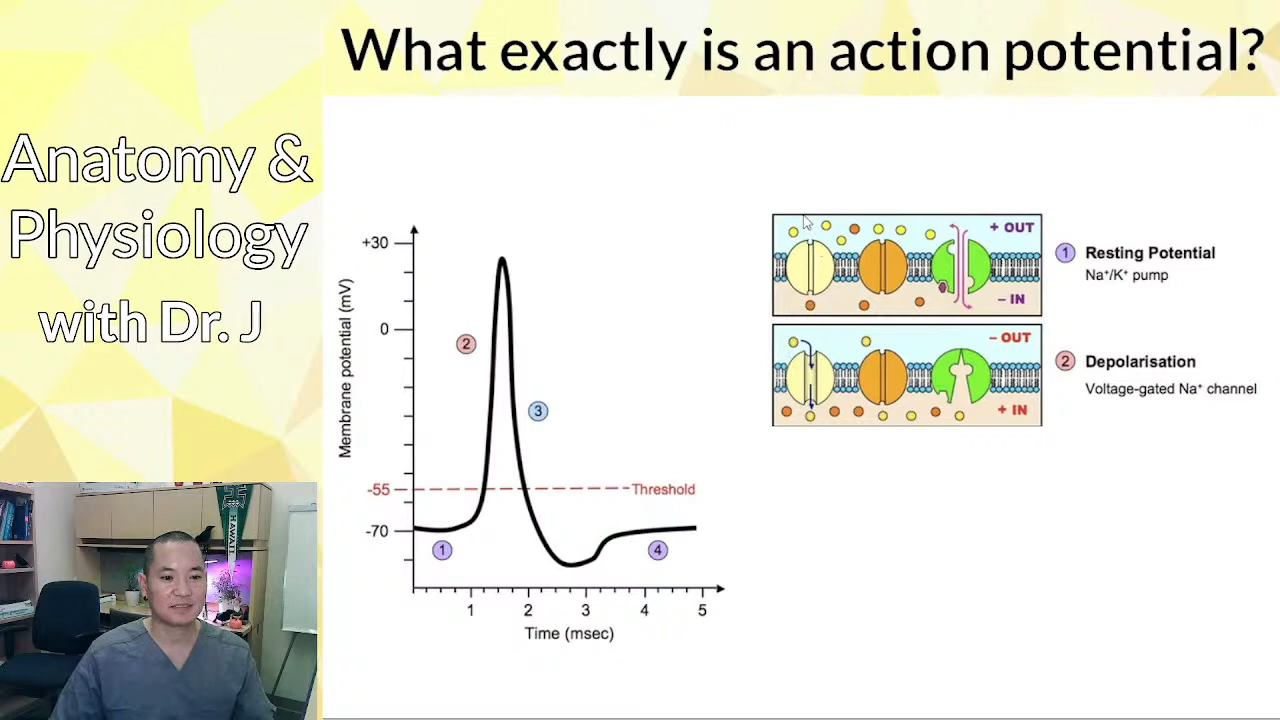 What exactly is an action potential?
Anatomy &
Physiology
with Dr. J
HAWAII
H
+30
0
-55
-70
Membrane potential (mV)
1
2
3
4
Threshold
1 2 3 4 5
Time (msec)
+ OUT
– IN
1 Resting Potential
Na⁺/K⁺ pump
– OUT
+ IN
2 Depolarisation
Voltage-gated Na⁺ channel